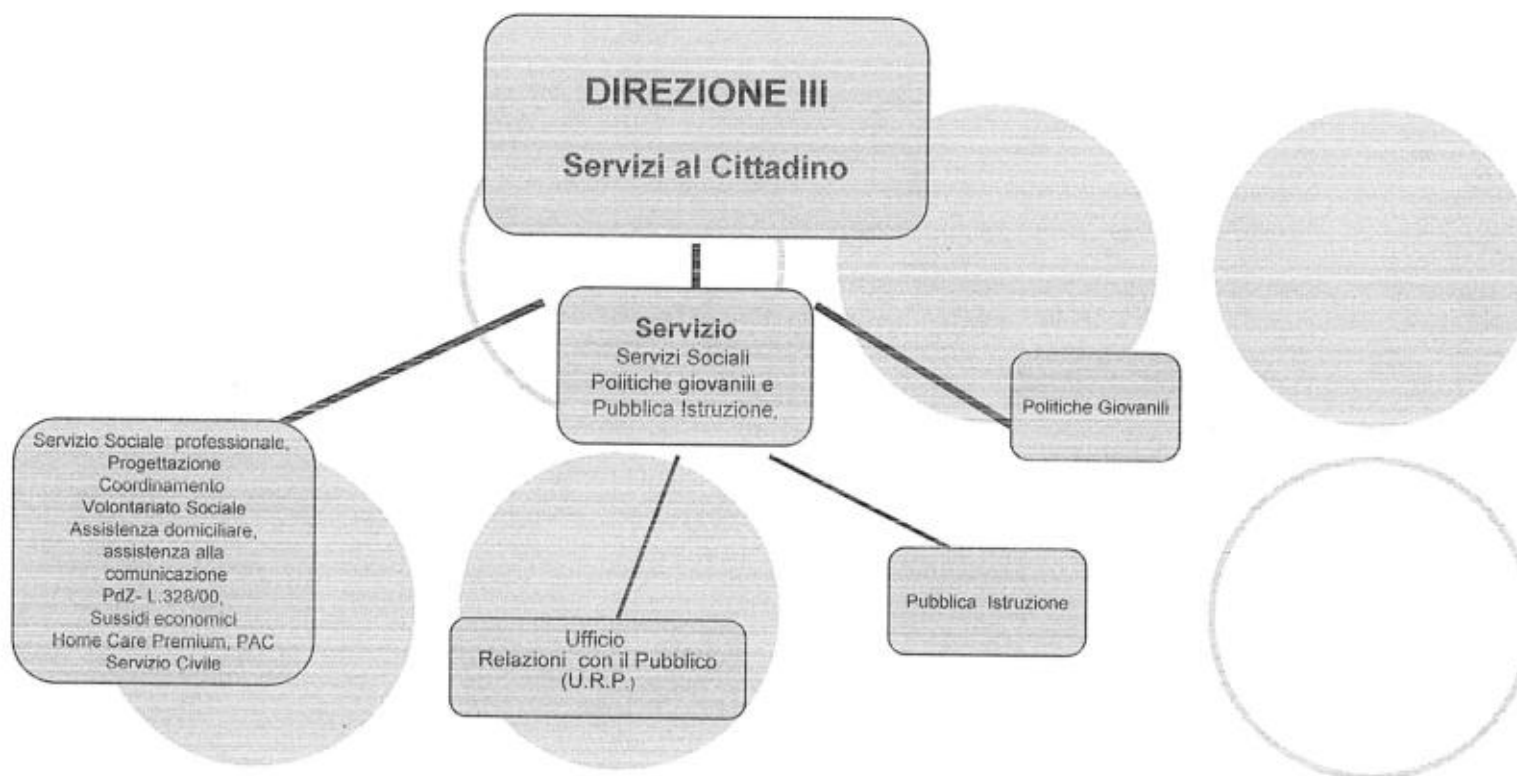 DIREZIONE III
Servizi al Cittadino
Servizio
Servizi Sociali
Politiche giovanili e
Pubblica Istruzione,
Politiche Giovanili
Servizio Sociale professionale,
Progettazione
Coordinamento
Volontariato Sociale
Assistenza domiciliare,
assistenza alla
comunicazione
PdZ- L.328/00,
Sussidi economici
Home Care Premium, PAC
Servizio Civile
Pubblica Istruzione
Ufficio
Relazioni con il Pubblico
(U.R.P.)